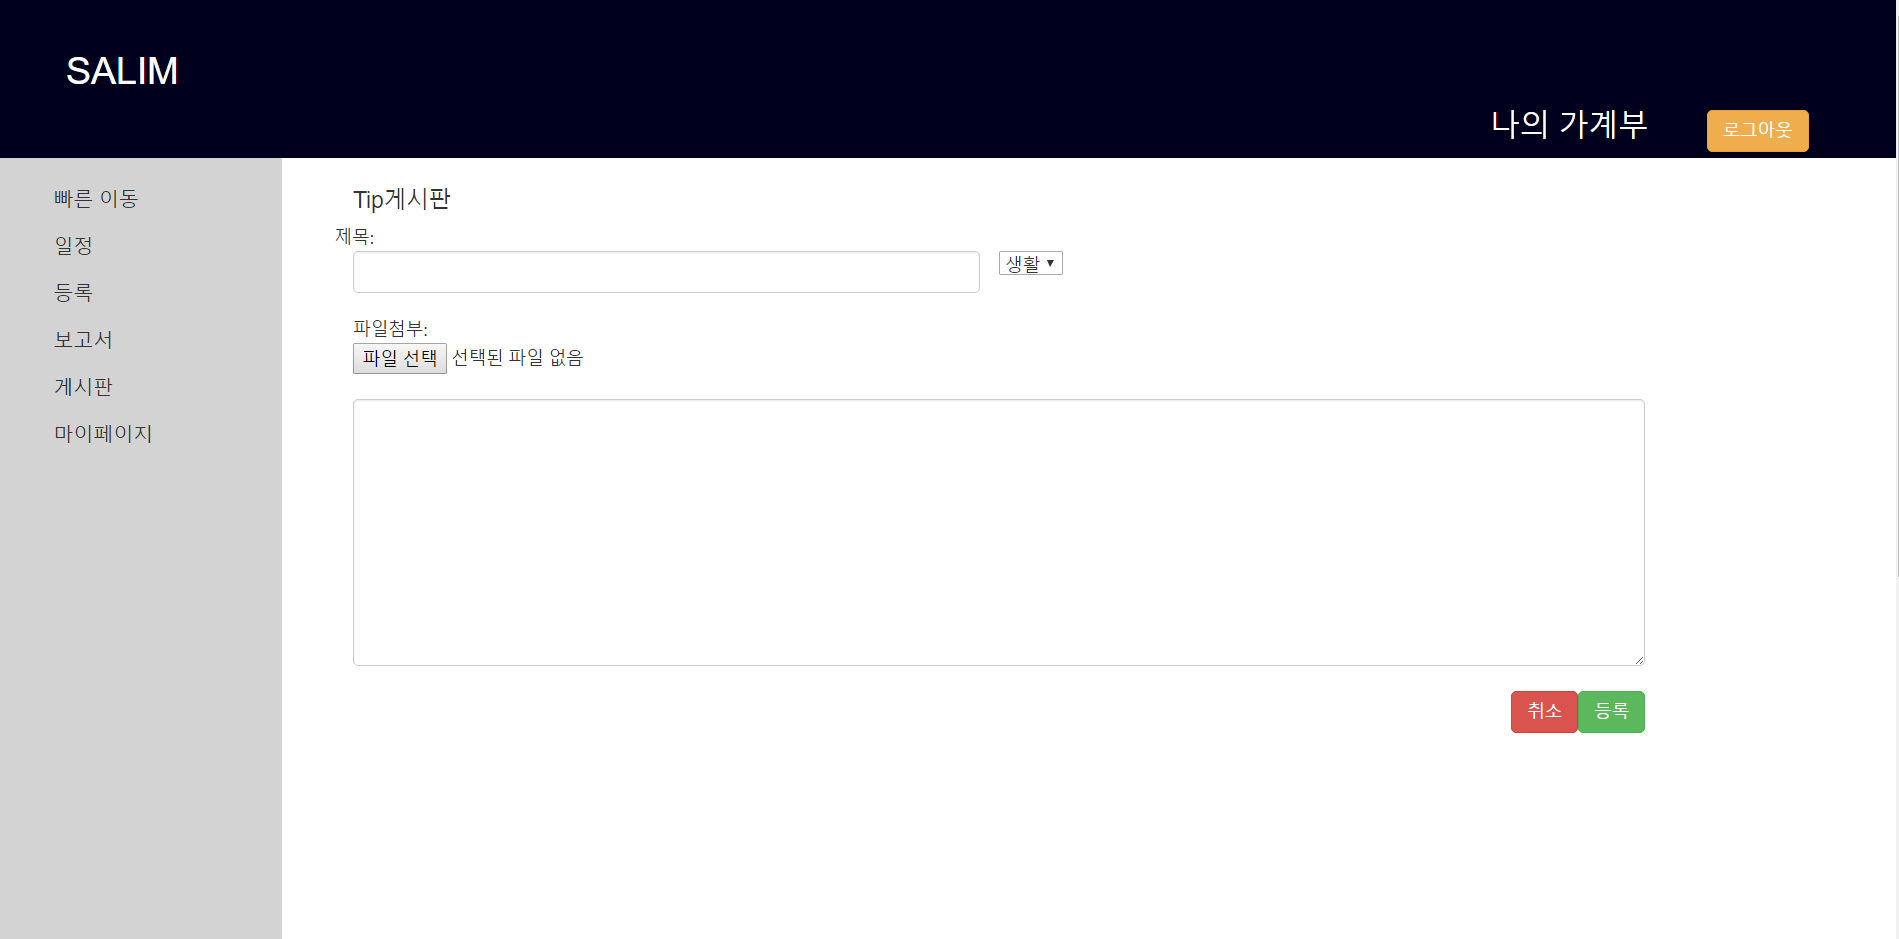 SALIM
나의 가계부
로그아웃
빠른 이동
일정
등록
보고서
게시판
마이페이지
Tip게시판
제목:
생활
파일첨부:
파일 선택 선택된 파일 없음
취소 등록